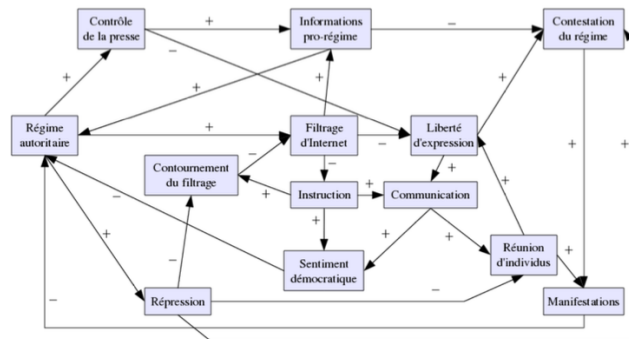 Contrôle
de la presse
Informations
pro-régime
Contestation
du régime
+
−
−
+
+
+
+
+
+
+
Régime
autoritaire
Filtrage
d'Internet
Liberté
d'expression
+
−
−
−
+
+
Contournement
du filtrage
Instruction
Communication
+
+
−
+
+
+
+
+
Réunion
d'individus
Sentiment
démocratique
−
−
−
Répression
Manifestations